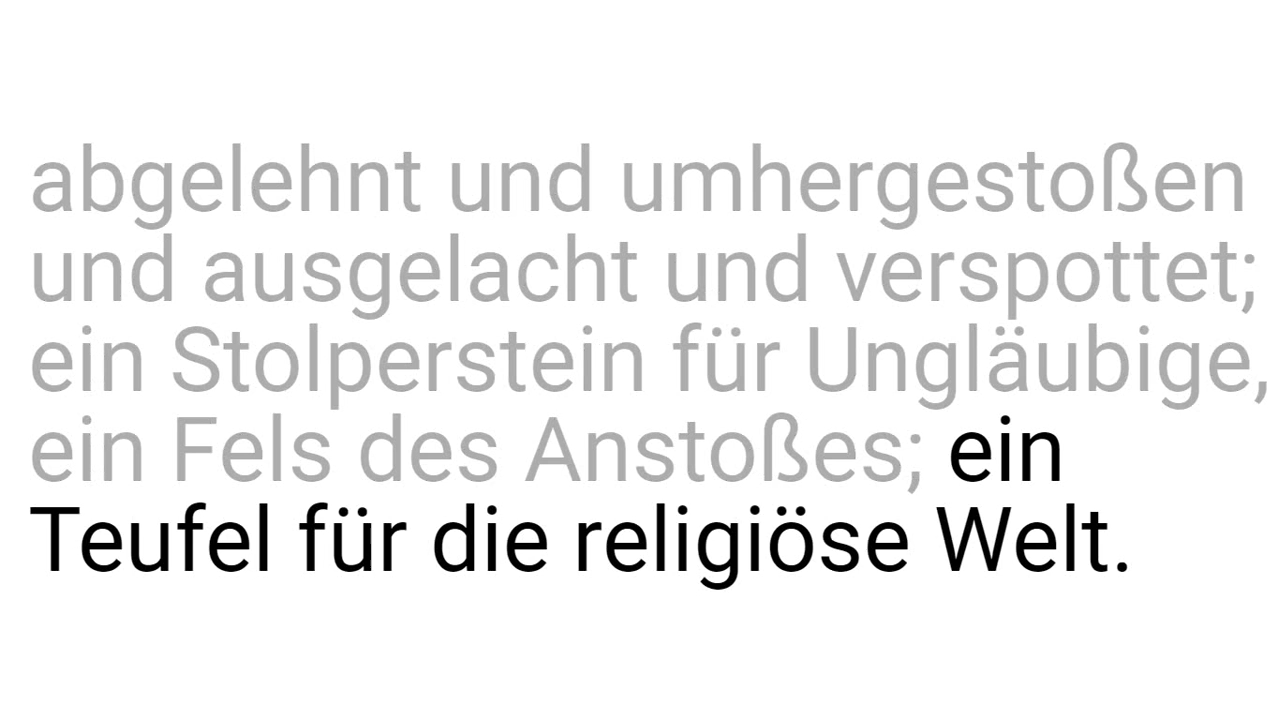 abgelehnt und umhergestoßen
und ausgelacht und verspottet;
ein Stolperstein für Ungläubige,
ein Fels des Anstoßes; ein
Teufel für die religiöse Welt.